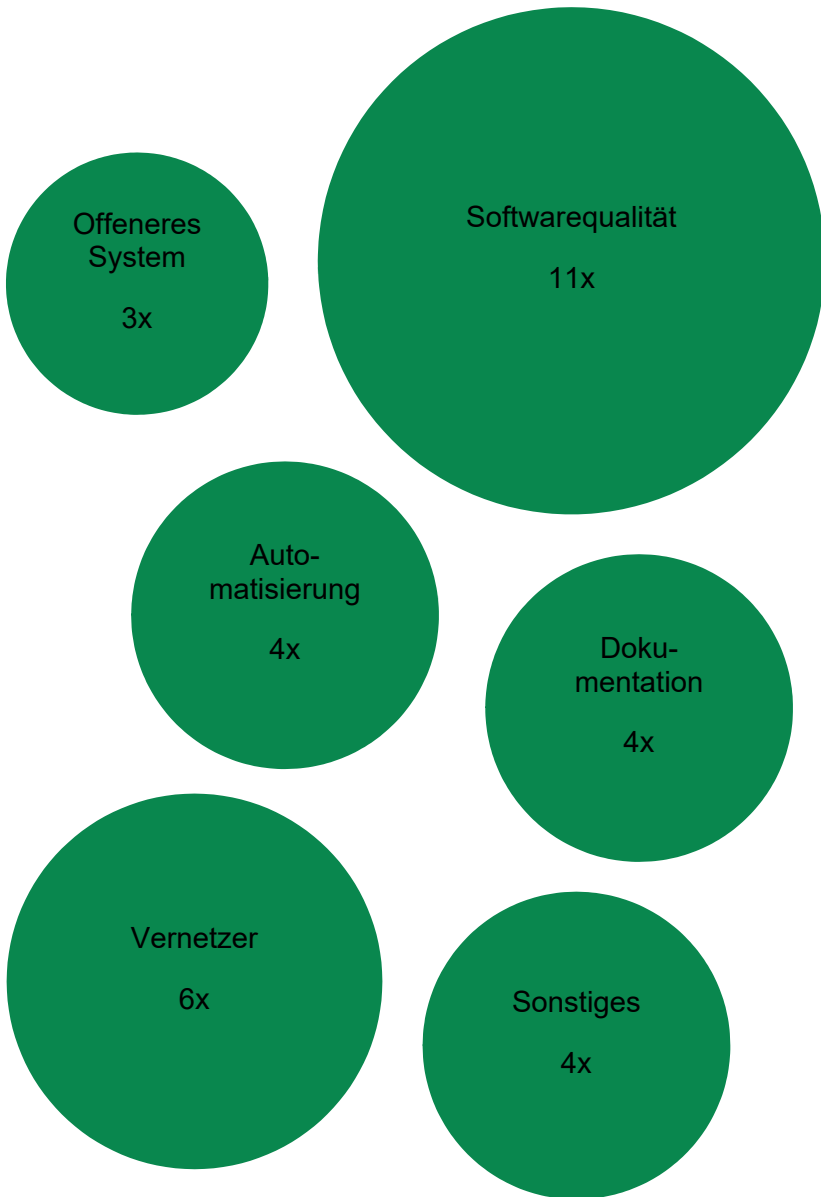 Offeneres
System
3x
Softwarequalität
11x
Auto-
matisierung
4x
Doku-
mentation
4x
Vernetzer
6x
Sonstiges
4x